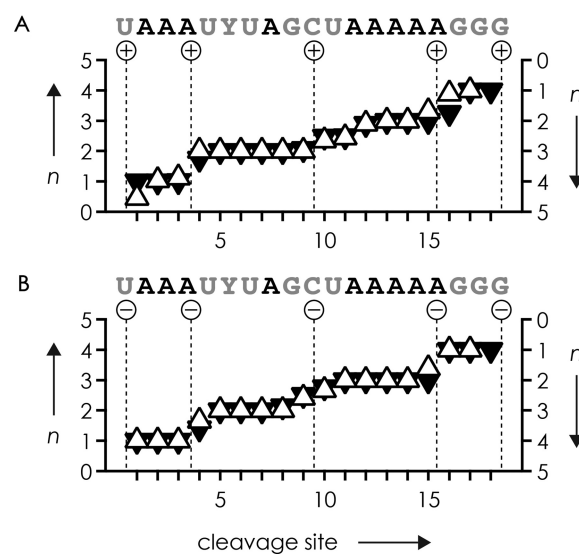 A UAAAUYUAGCUAAAAAGGG
+ + + + +
5 0
4 1
3 2
2 3
1 4
0 5
n n
5 10 15
B UAAAUYUAGCUAAAAAGGG
− − − − −
5 0
4 1
3 2
2 3
1 4
0 5
n n
5 10 15
cleavage site